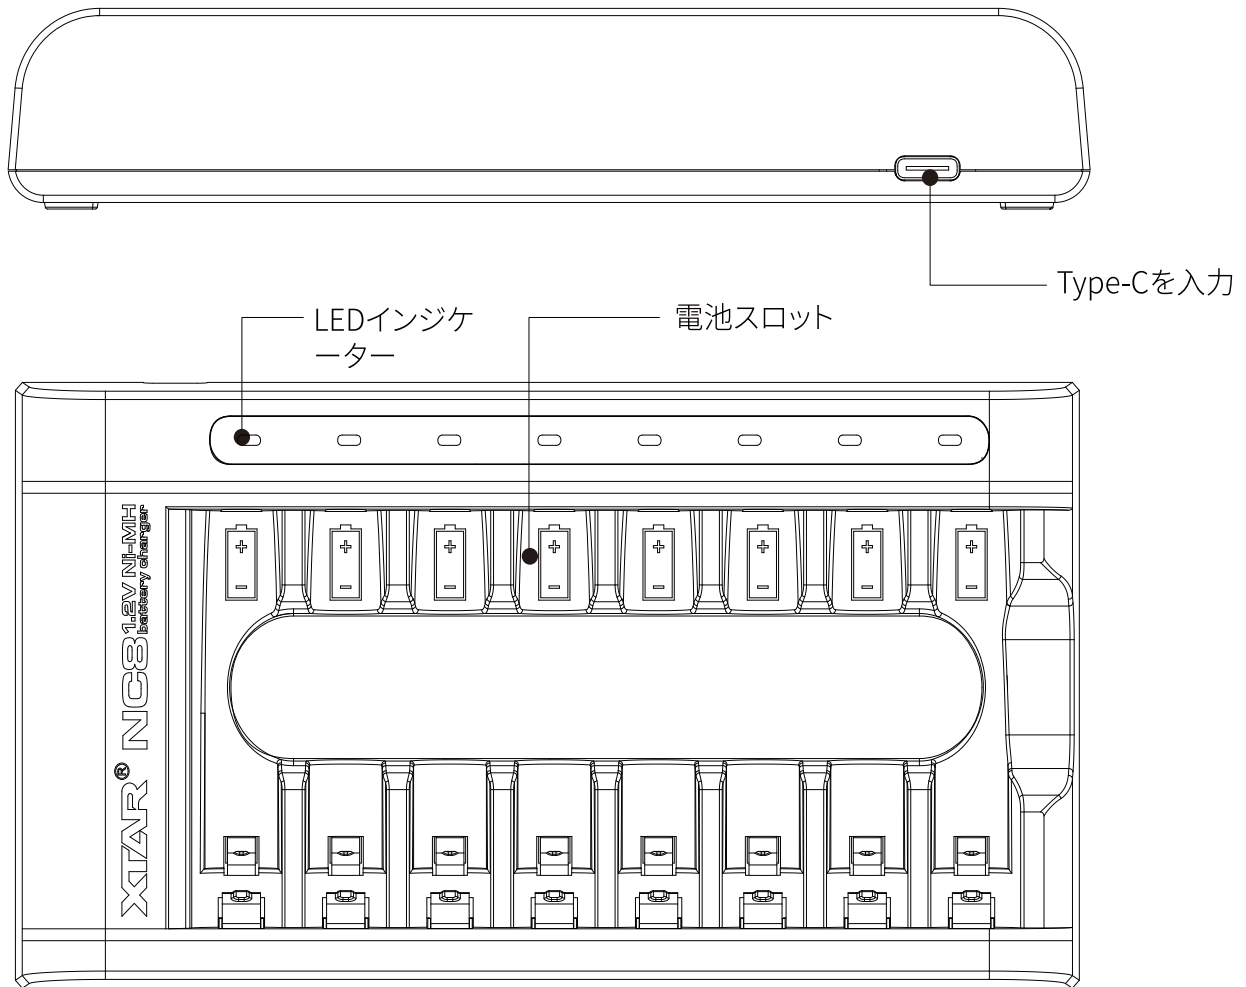 Type-Cを入力
LEDインジケ
ーター
電池スロット
XTAR® NC8 1.2V Ni-MH
battery charger